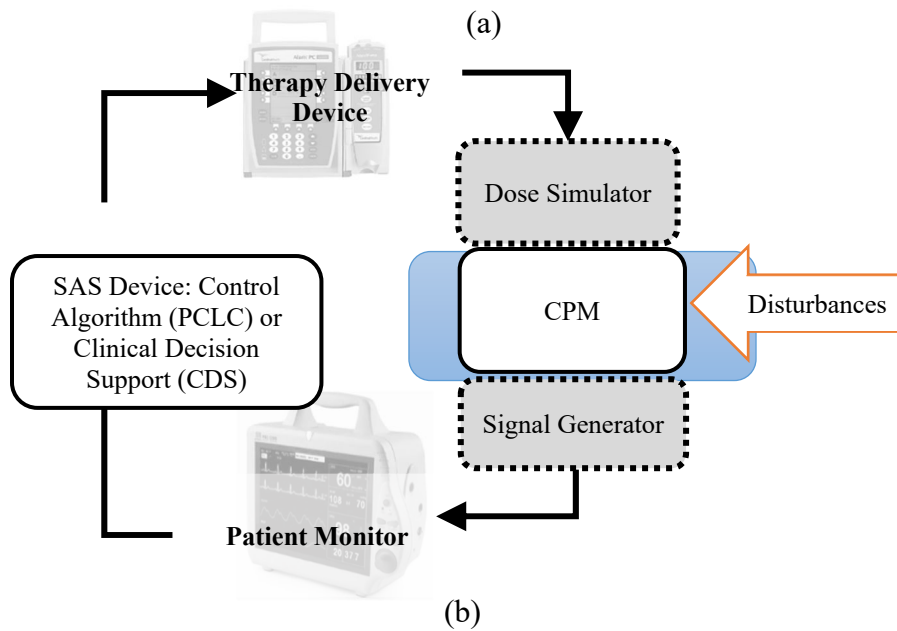 (a)
Therapy Delivery
Device
Dose Simulator
SAS Device: Control
Algorithm (PCLC) or
Clinical Decision
Support (CDS)
CPM
Disturbances
Signal Generator
Patient Monitor
60
(b)